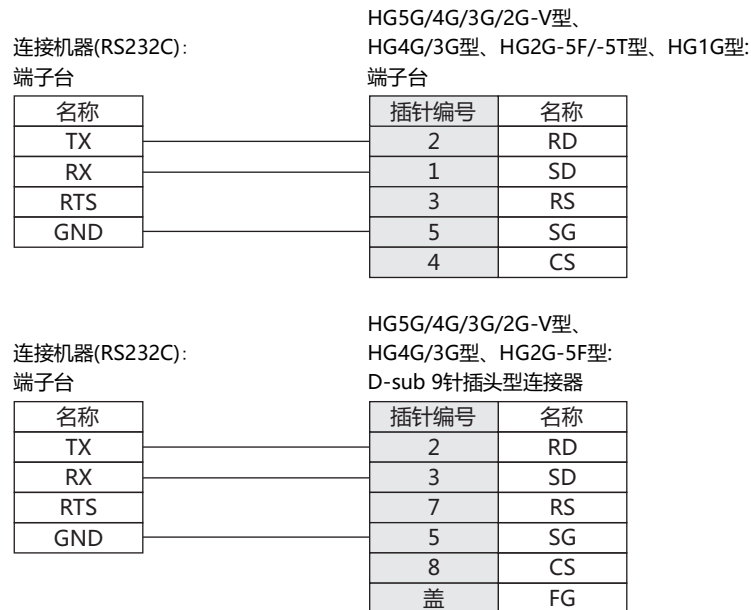 HG5G/4G/3G/2G-V型、
连接机器(RS232C):
HG4G/3G型、HG2G-5F/-5T型、HG1G型:
端子台
端子台
名称
插针编号 名称
TX 2 RD
RX 1 SD
RTS 3 RS
GND 5 SG
4 CS
HG5G/4G/3G/2G-V型、
连接机器(RS232C):
HG4G/3G型、HG2G-5F型:
端子台
D-sub 9针插头型连接器
名称
插针编号 名称
TX 2 RD
RX 3 SD
RTS 7 RS
GND 5 SG
8 CS
盖 FG